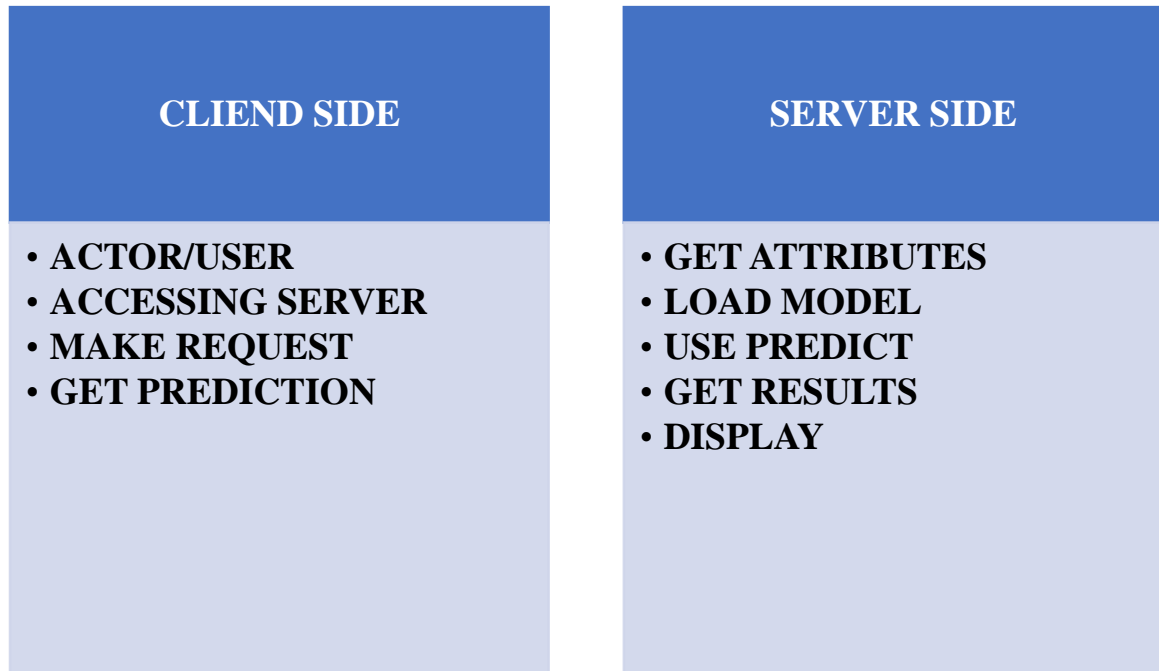 CLIEND SIDE
• ACTOR/USER
• ACCESSING SERVER
• MAKE REQUEST
• GET PREDICTION
SERVER SIDE
• GET ATTRIBUTES
• LOAD MODEL
• USE PREDICT
• GET RESULTS
• DISPLAY